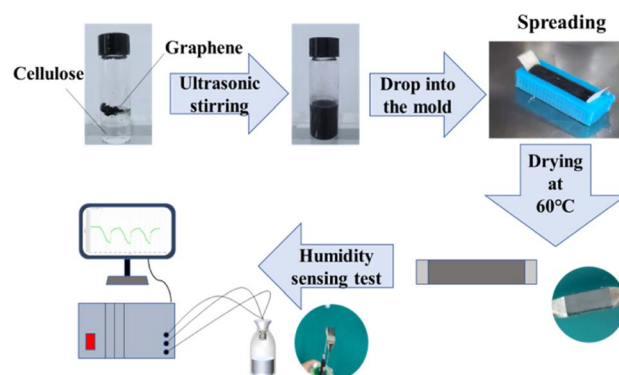 Spreading
Graphene
Cellulose
Ultrasonic
stirring
Drop into
the mold
Drying
at
60℃
Humidity
sensing test